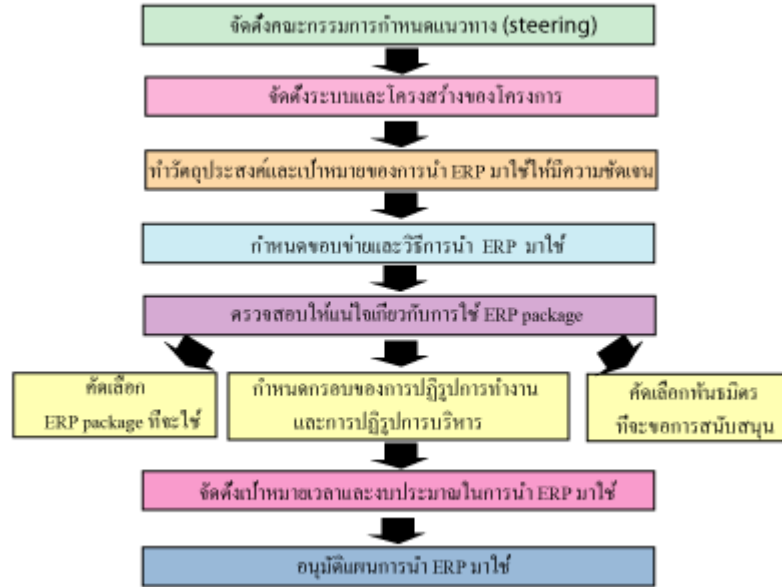 จัดตั้งคณะกรรมการกำหนดแนวทาง (steering)
จัดตั้งระบบและโครงสร้างของโครงการ
ทำวัตถุประสงค์และเป้าหมายของการนำ ERP มาใช้ให้มีความชัดเจน
กำหนดขอบข่ายและวิธีการนำ ERP มาใช้
ตรวจสอบให้แน่ใจเกี่ยวกับการใช้ ERP package
คัดเลือก
ERP package ที่จะใช้
กำหนดกรอบของการปฏิรูปการทำงาน
และการปฏิรูปการบริหาร
คัดเลือกพันธมิตร
ที่จะขอการสนับสนุน
จัดตั้งเป้าหมายเวลาและงบประมาณในการนำ ERP มาใช้
อนุมัติแผนการนำ ERP มาใช้